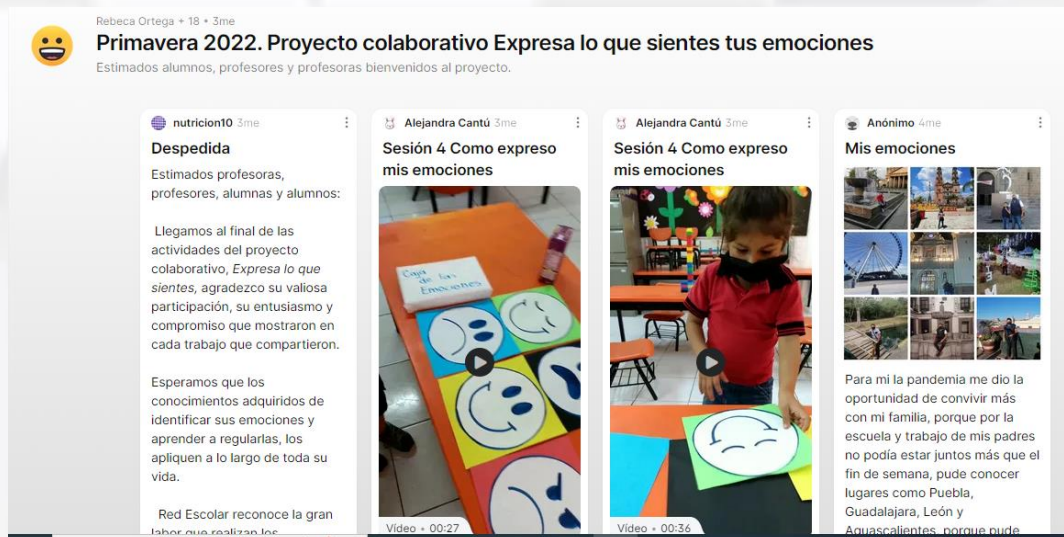 Rebeca Ortega + 18 • 3me
Primavera 2022. Proyecto colaborativo Expresa lo que sientes tus emociones
Estimados alumnos, profesores y profesoras bienvenidos al proyecto.
nutricion10 3me
Despedida
Estimados profesoras,
profesores, alumnas y alumnos:
Llegamos al final de las
actividades del proyecto
colaborativo, Expresa lo que
sientes, agradezco su valiosa
participación, su entusiasmo y
compromiso que mostraron en
cada trabajo que compartieron.
Esperamos que los
conocimientos adquiridos de
identificar sus emociones y
aprender a regularlas, los
apliquen a lo largo de toda su
vida.
Red Escolar reconoce la gran
labor que realizan los
Alejandra Cantú 3me
Sesión 4 Como expreso
mis emociones
Caja
de las
Emociones
Vídeo • 00:27
Alejandra Cantú 3me
Sesión 4 Como expreso
mis emociones
Vídeo • 00:36
Anónimo 4me
Mis emociones
Para mi la pandemia me dio la
oportunidad de convivir más
con mi familia, porque por la
escuela y trabajo de mis padres
no podía estar juntos más que el
fin de semana, pude conocer
lugares como Puebla,
Guadalajara, León y
Aguascalientes, porque pude